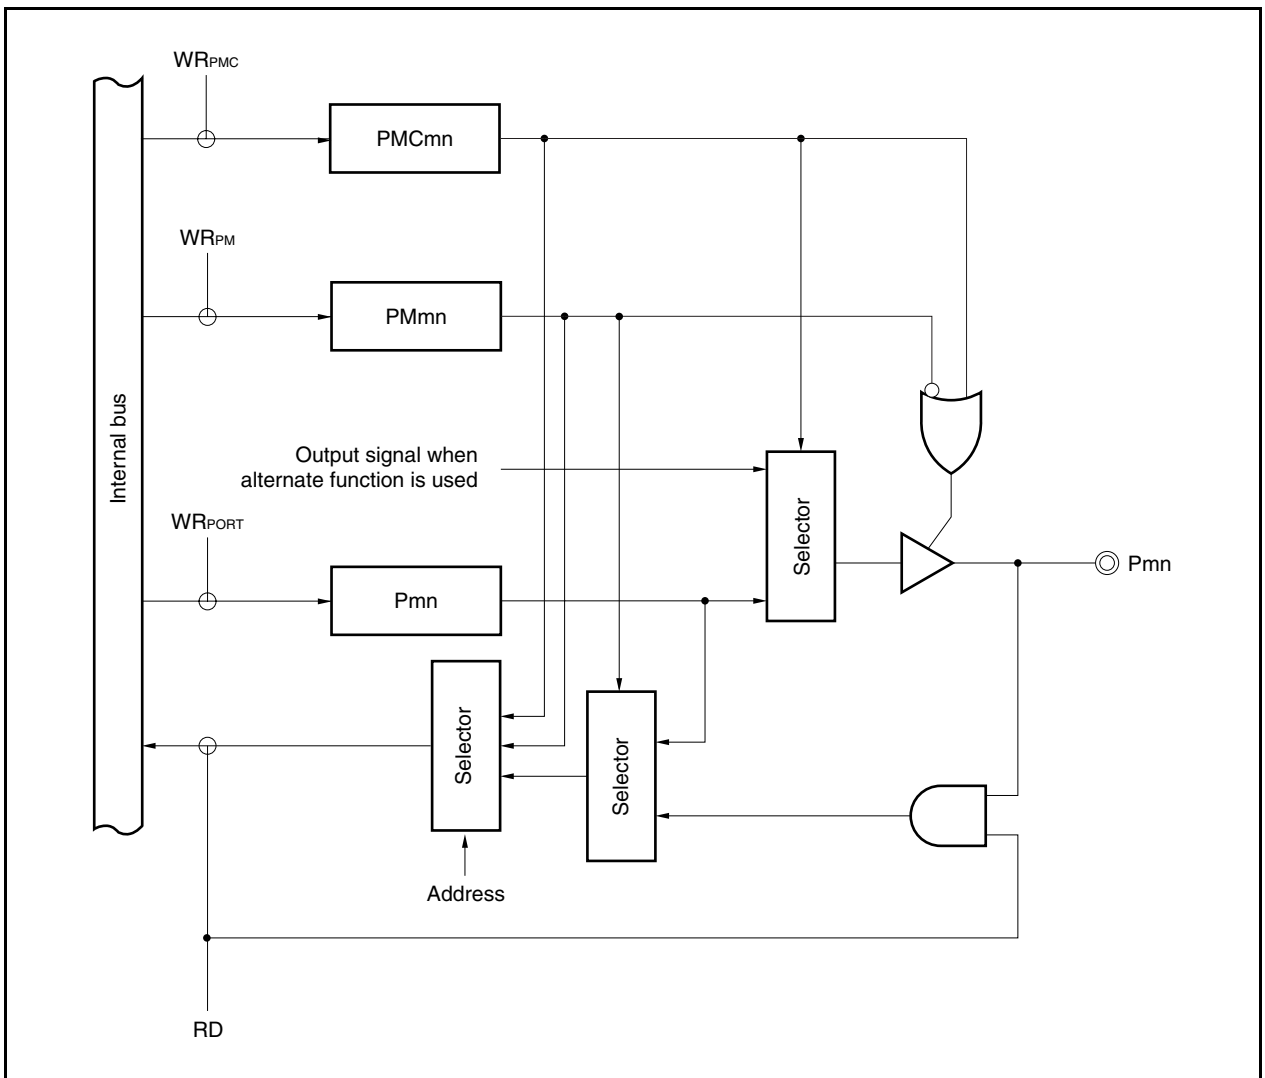 WRPMC
PMCmn
WRPM
PMmn
Internal bus
Output signal when
alternate function is used
Selector
WRPORT
Pmn
Pmn
Selector
Selector
Address
RD